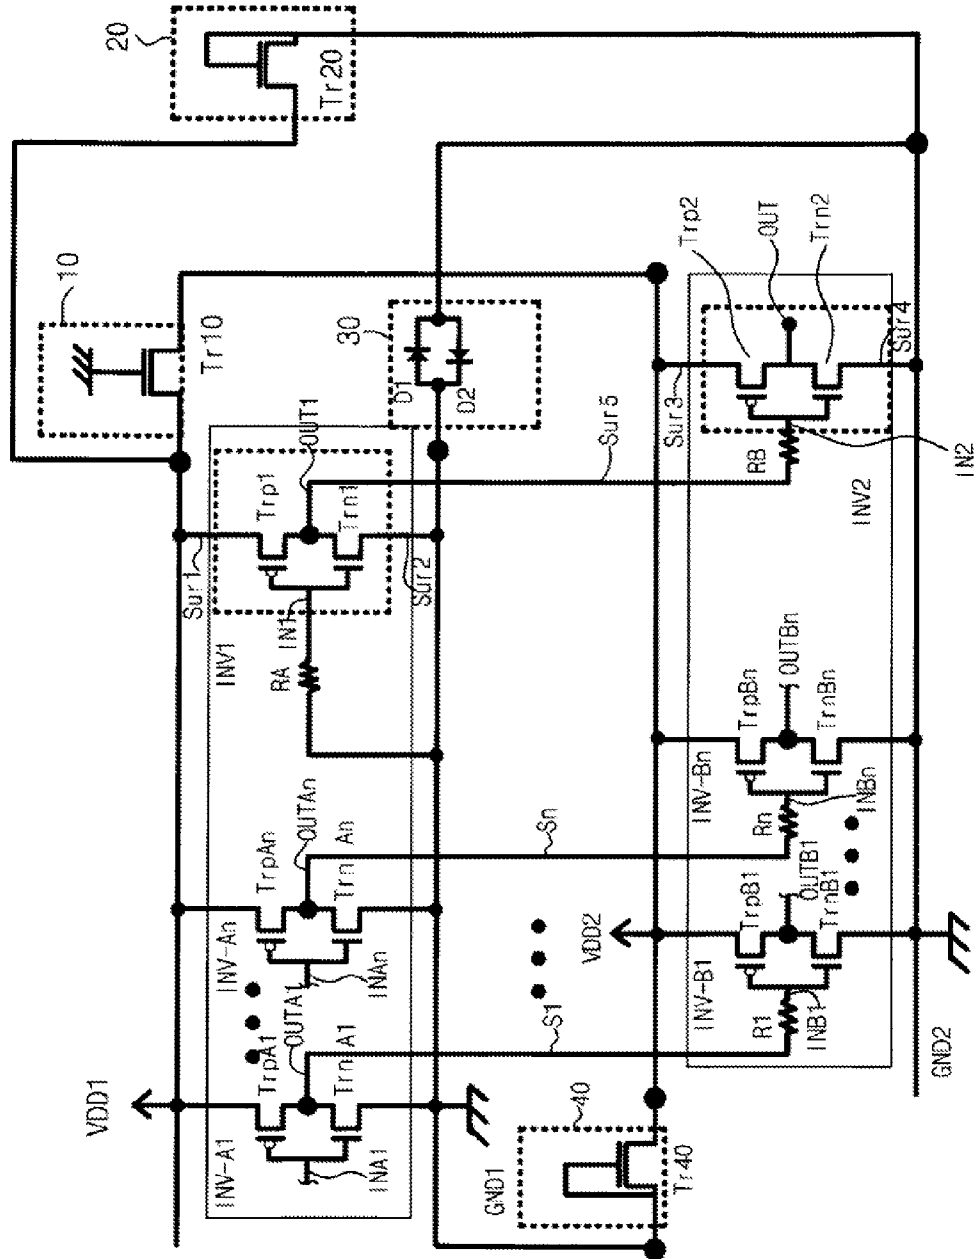 20
Tr20
10
Tr10
30
D1
D2
OUT1
Trp1
Trn1
Sur1
Sur2
INV1
IN1
RA
Sur5
Trp2
OUT
Trn2
Sur3
Sur4
RB
IN2
INV2
OUTAn
TrpAn
Trn An
INV-An
INAn
OUTA1
TrpA1
Trn A1
VDD1
INV-A1
INA1
GND1
Sn
S1
VDD2
TrpBn
OUTBn
TrnBn
INV-Bn
Rn
INBn
OUTB1
TrpB1
TrnB1
INV-B1
R1
INB1
GND2
40
Tr40